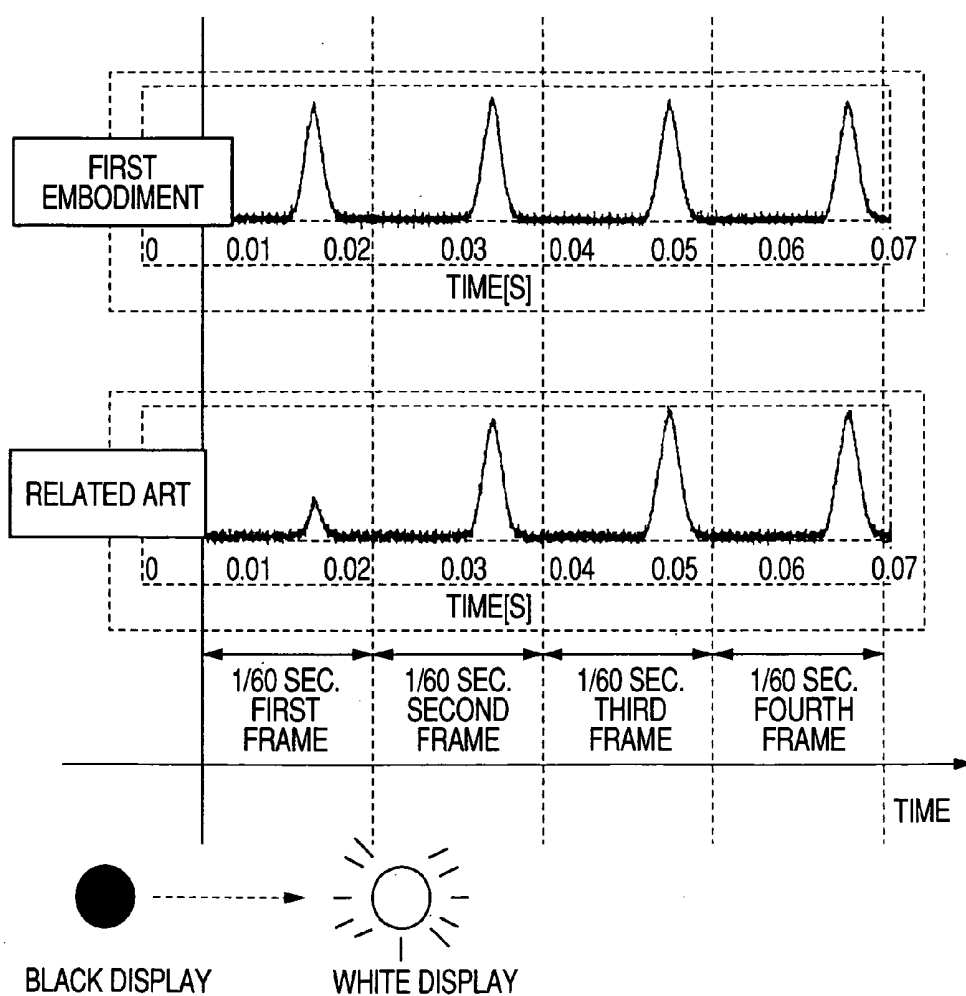 FIRST
EMBODIMENT
0 0.01 0.02 0.03 0.04 0.05 0.06 0.07
TIME[S]
RELATED ART
0 0.01 0.02 0.03 0.04 0.05 0.06 0.07
TIME[S]
1/60 SEC.
FIRST
FRAME
1/60 SEC.
SECOND
FRAME
1/60 SEC.
THIRD
FRAME
1/60 SEC.
FOURTH
FRAME
TIME
BLACK DISPLAY
WHITE DISPLAY